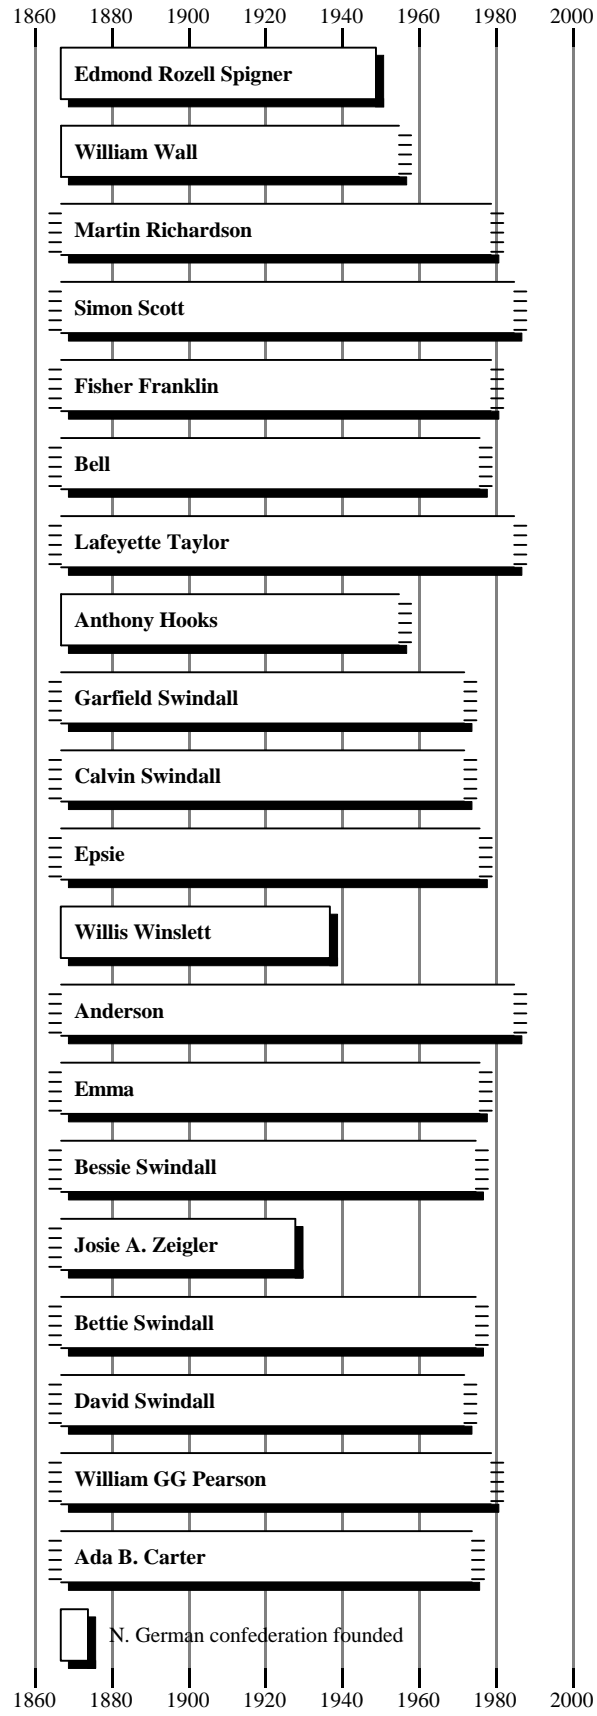 1860 1880 1900 1920 1940 1960 1980 2000
Edmond Rozell Spigner
William Wall
Martin Richardson
Simon Scott
Fisher Franklin
Bell
Lafeyette Taylor
Anthony Hooks
Garfield Swindall
Calvin Swindall
Epsie
Willis Winslett
Anderson
Emma
Bessie Swindall
Josie A. Zeigler
Bettie Swindall
David Swindall
William GG Pearson
Ada B. Carter
N. German confederation founded
1860 1880 1900 1920 1940 1960 1980 2000